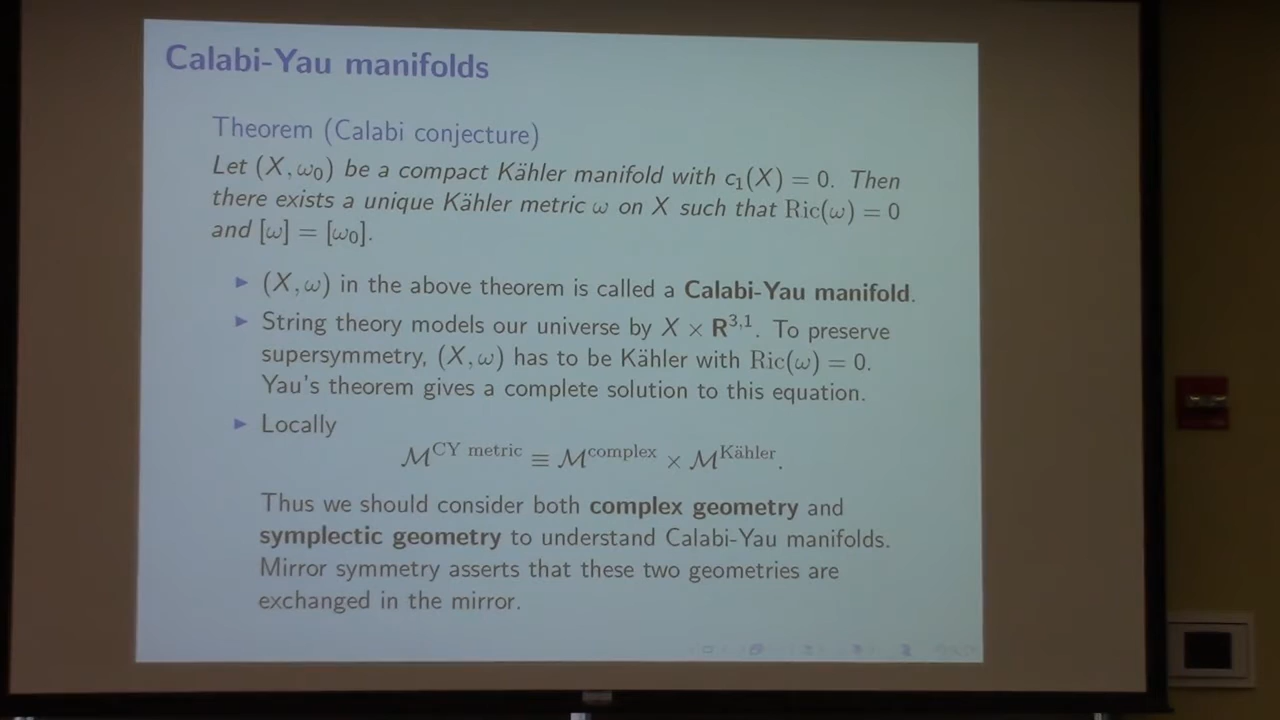 Calabi-Yau manifolds
Theorem (Calabi conjecture)
Let (X, ω₀) be a compact Kähler manifold with c₁(X) = 0. Then
there exists a unique Kähler metric ω on X such that Ric(ω) = 0
and [ω] = [ω₀].
▶ (X, ω) in the above theorem is called a Calabi-Yau manifold.
▶ String theory models our universe by X × R³,¹. To preserve
supersymmetry, (X, ω) has to be Kähler with Ric(ω) = 0.
Yau's theorem gives a complete solution to this equation.
▶ Locally
ℳ^CY metric ≡ ℳ^complex × ℳ^Kähler.
Thus we should consider both complex geometry and
symplectic geometry to understand Calabi-Yau manifolds.
Mirror symmetry asserts that these two geometries are
exchanged in the mirror.